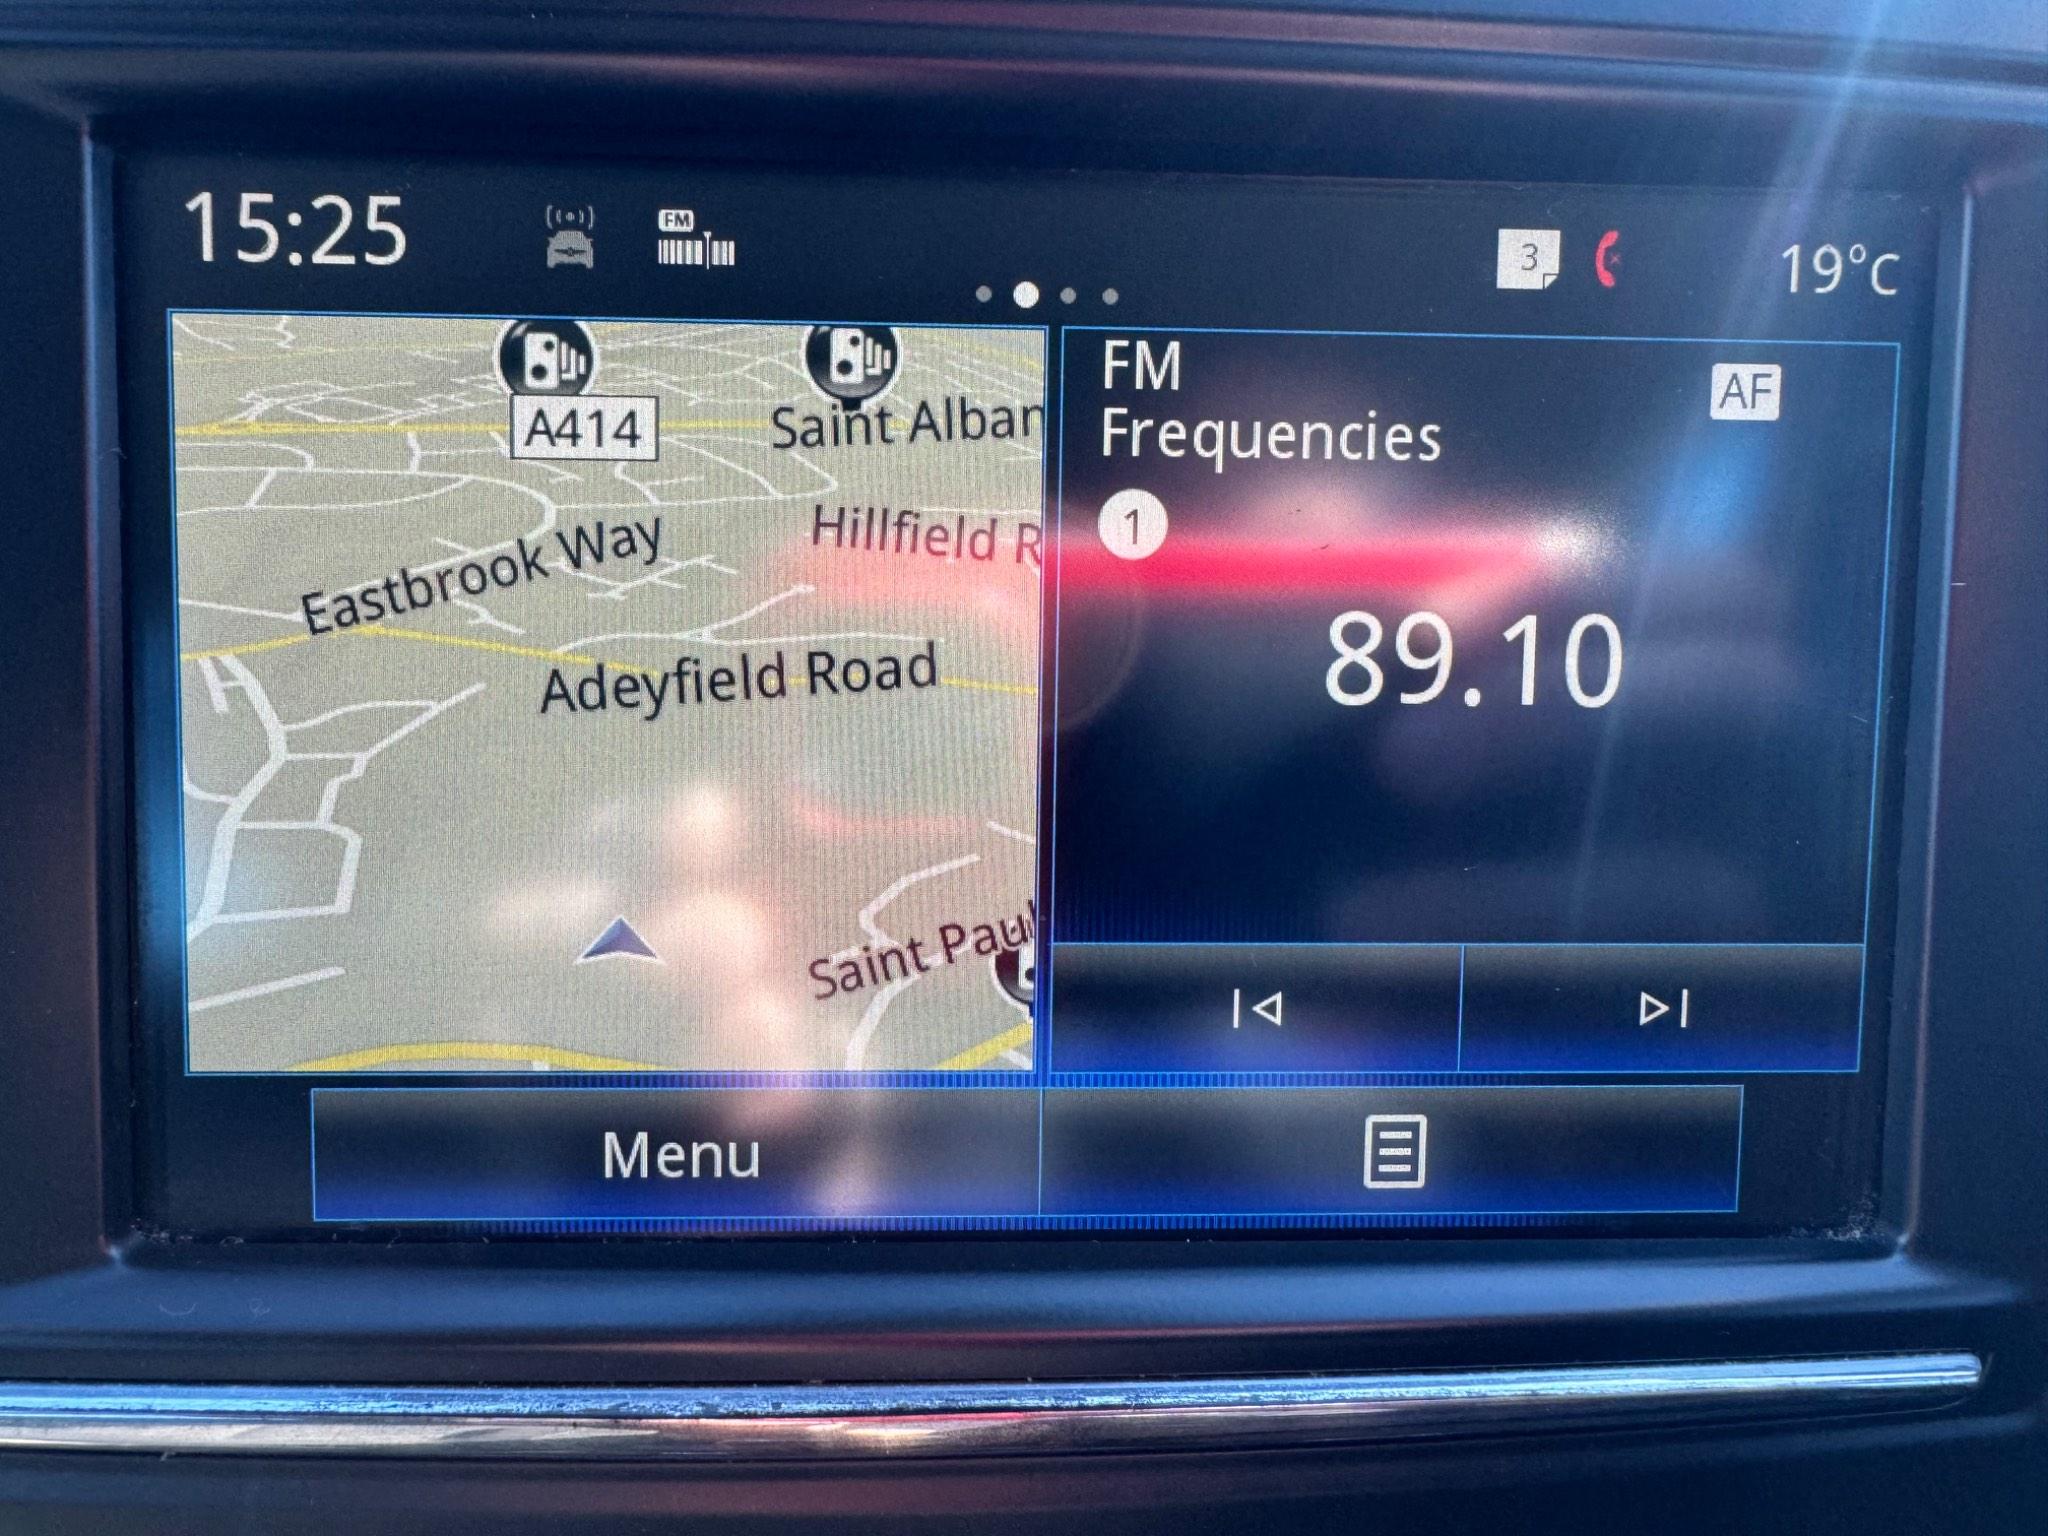 15:25
FM
3
19°C
A414
Saint Alban
Eastbrook Way
Hillfield R
Adeyfield Road
Saint Paul
FM
Frequencies
AF
1
89.10
Menu